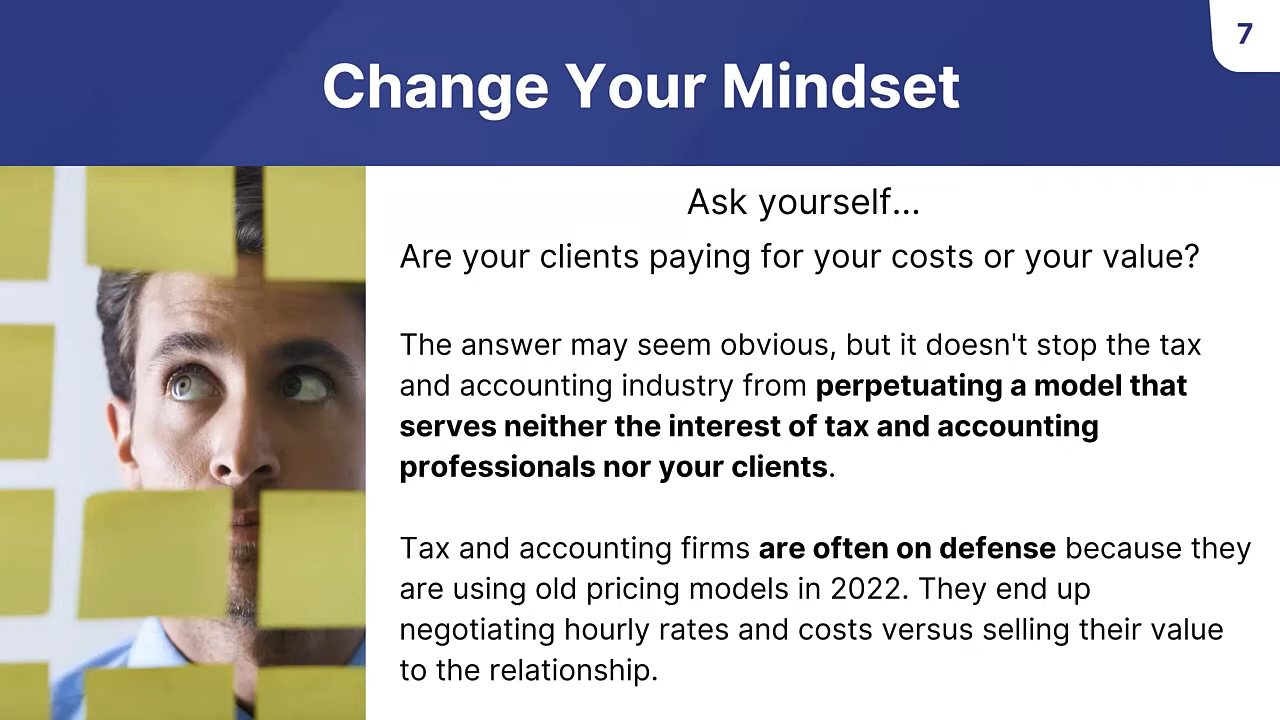 7
Change Your Mindset
Ask yourself...
Are your clients paying for your costs or your value?
The answer may seem obvious, but it doesn't stop the tax
and accounting industry from perpetuating a model that
serves neither the interest of tax and accounting
professionals nor your clients.
Tax and accounting firms are often on defense because they
are using old pricing models in 2022. They end up
negotiating hourly rates and costs versus selling their value
to the relationship.